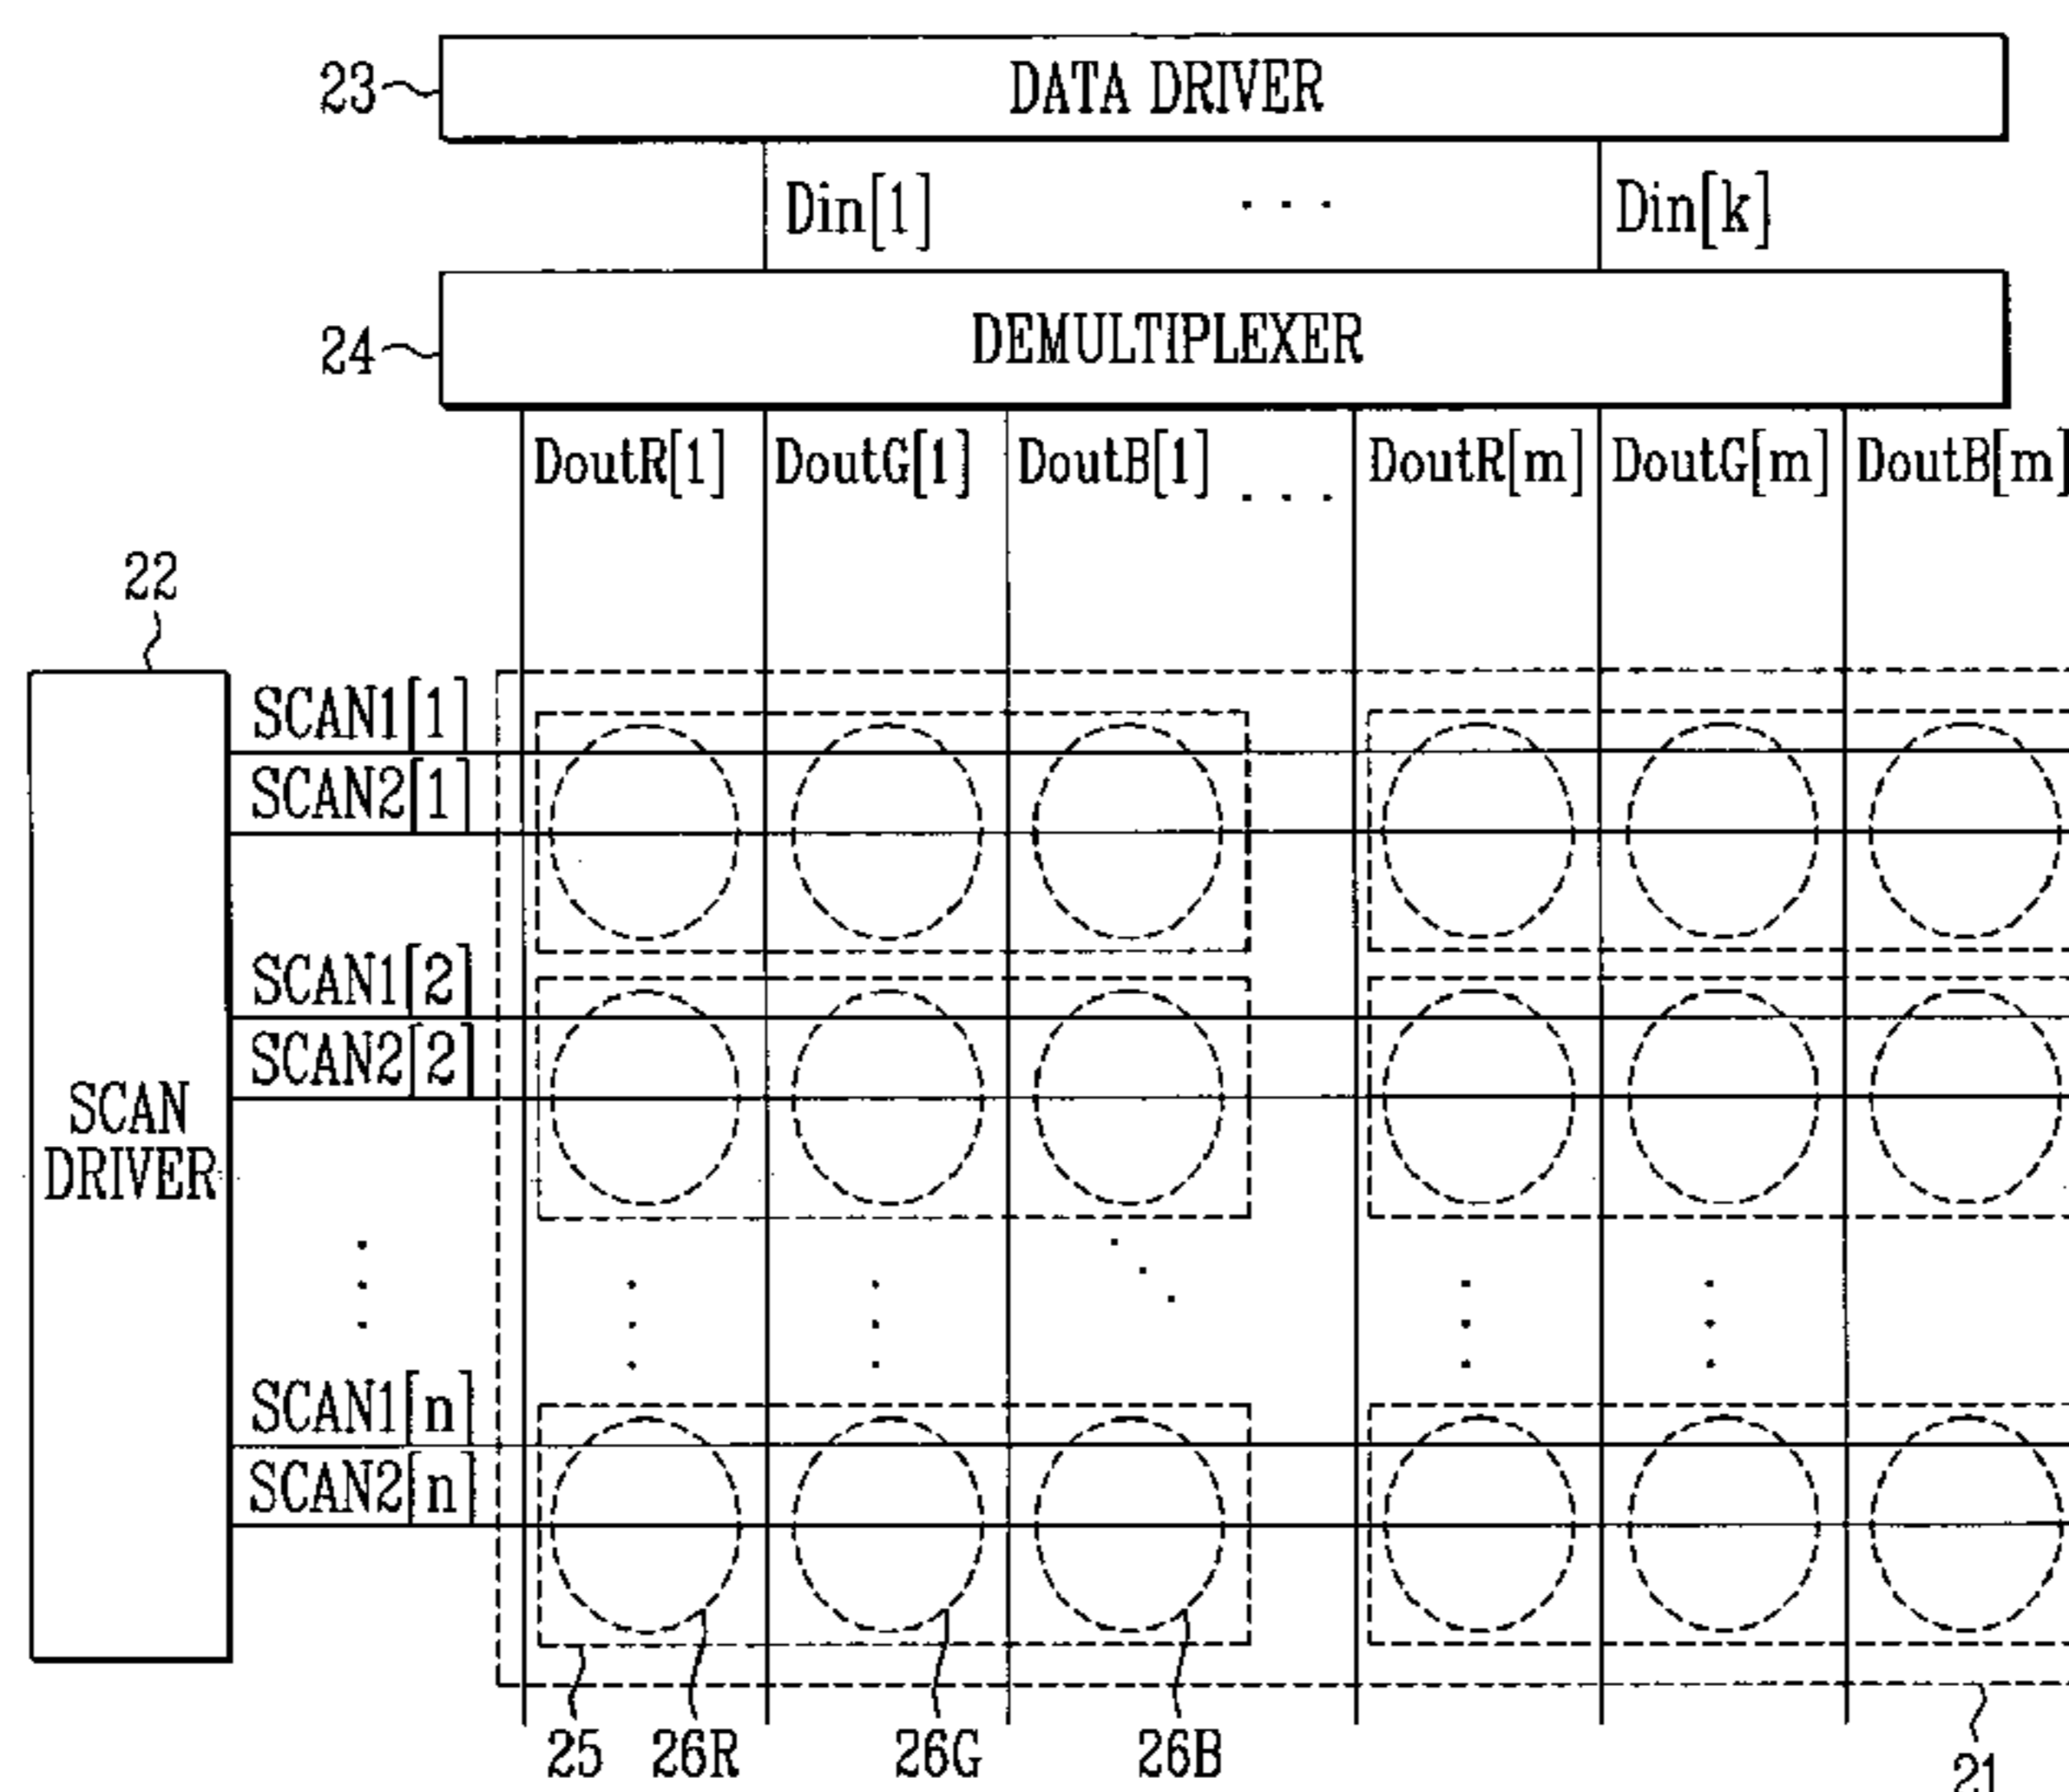 23
DATA DRIVER
Din[1] . . . Din[k]
24
DEMULTIPLEXER
DoutR[1] DoutG[1] DoutB[1] . . . DoutR[m] DoutG[m] DoutB[m]
22
SCAN1[1]
SCAN2[1]
SCAN1[2]
SCAN2[2]
SCAN
DRIVER
SCAN1[n]
SCAN2[n]
25 26R 26G 26B 21